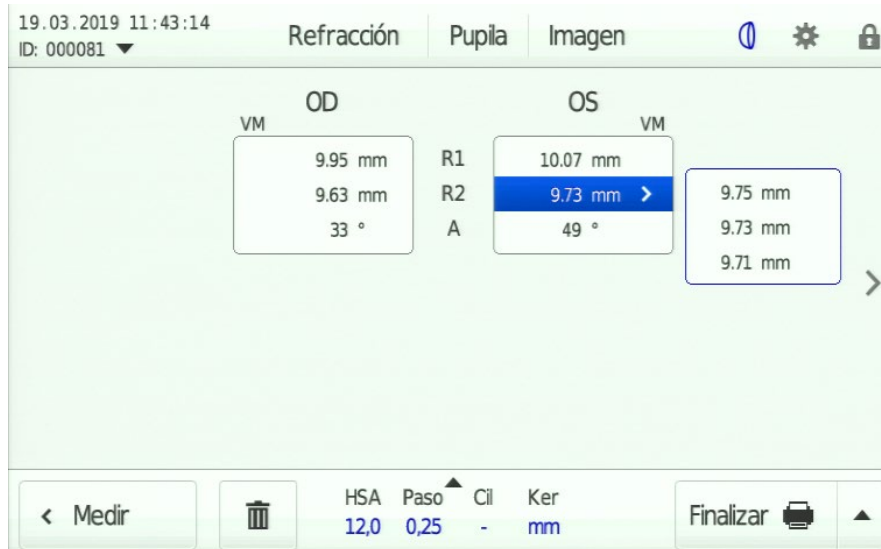 19.03.2019 11:43:14
ID: 000081
Refracción Pupila Imagen
OD OS
VM VM
9.95 mm R1 10.07 mm
9.63 mm R2 9.73 mm
33 ° A 49 °
9.75 mm
9.73 mm
9.71 mm
Medir
HSA Paso Cil Ker
12,0 0,25 - mm
Finalizar